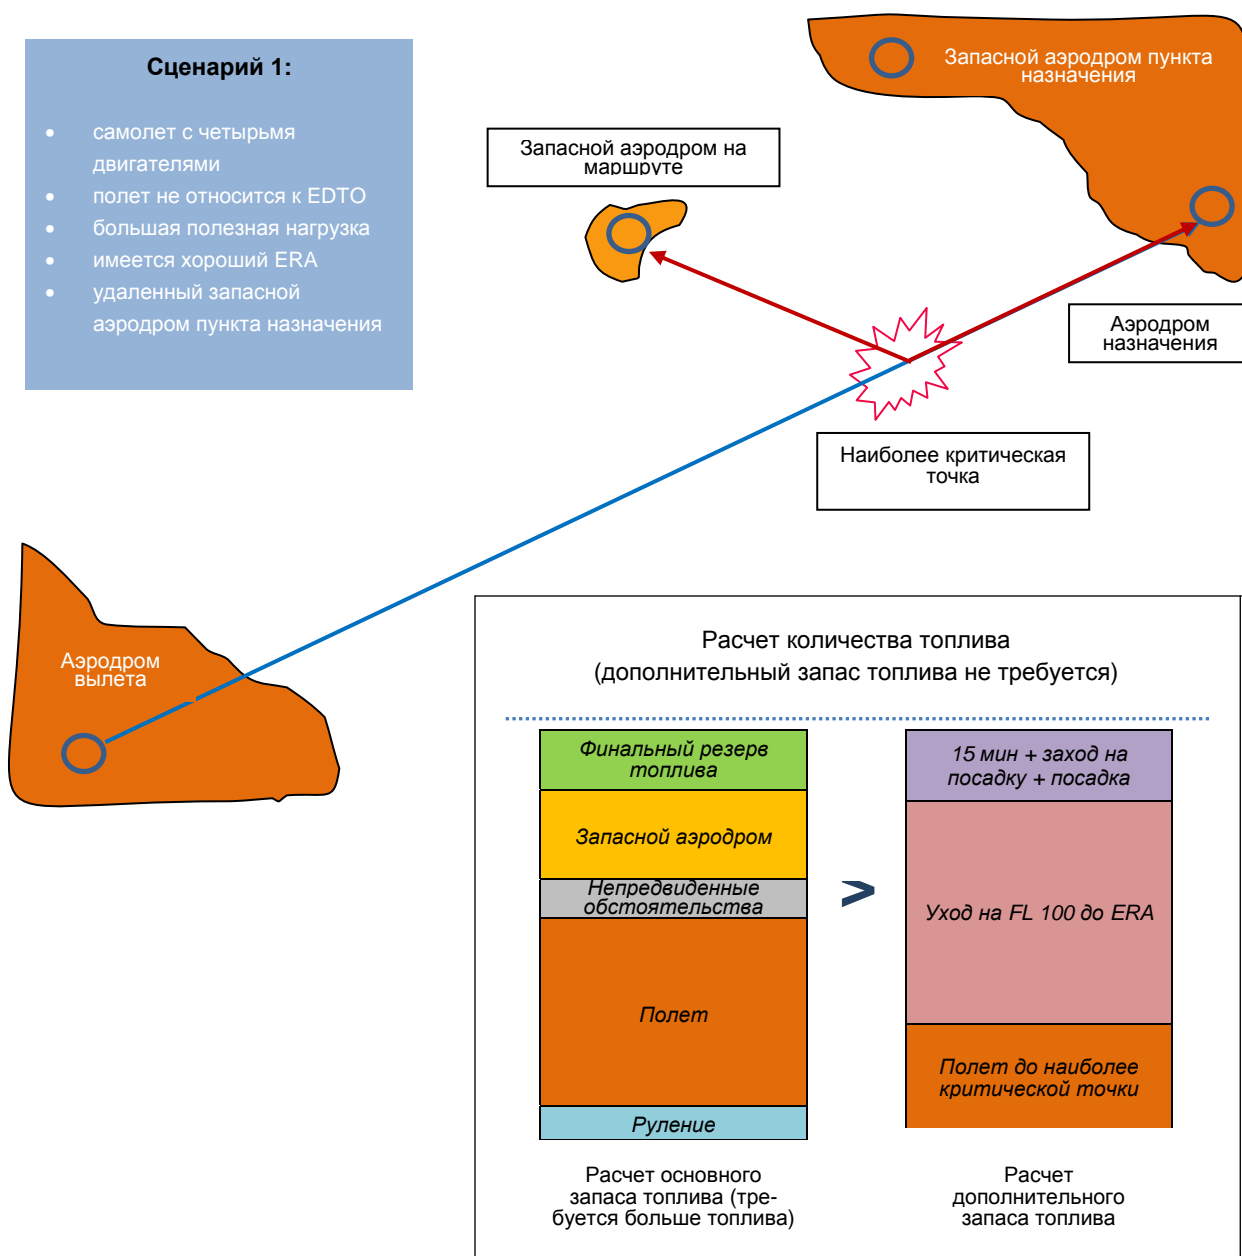 Сценарий 1:
• самолет с четырьмя
двигателями
• полет не относится к EDTO
• большая полезная нагрузка
• имеется хороший ERA
• удаленный запасной
аэродром пункта назначения
Запасной аэродром пункта
назначения
Запасной аэродром на
маршруте
Аэродром
назначения
Наиболее критическая
точка
Аэродром
вылета
Расчет количества топлива
(дополнительный запас топлива не требуется)
Финальный резерв
топлива
Запасной аэродром
Непредвиденные
обстоятельства
Полет
Руление
>
15 мин + заход на
посадку + посадка
Уход на FL 100 до ERA
Полет до наиболее
критической точки
Расчет основного
запаса топлива (тре-
буется больше топлива)
Расчет
дополнительного
запаса топлива